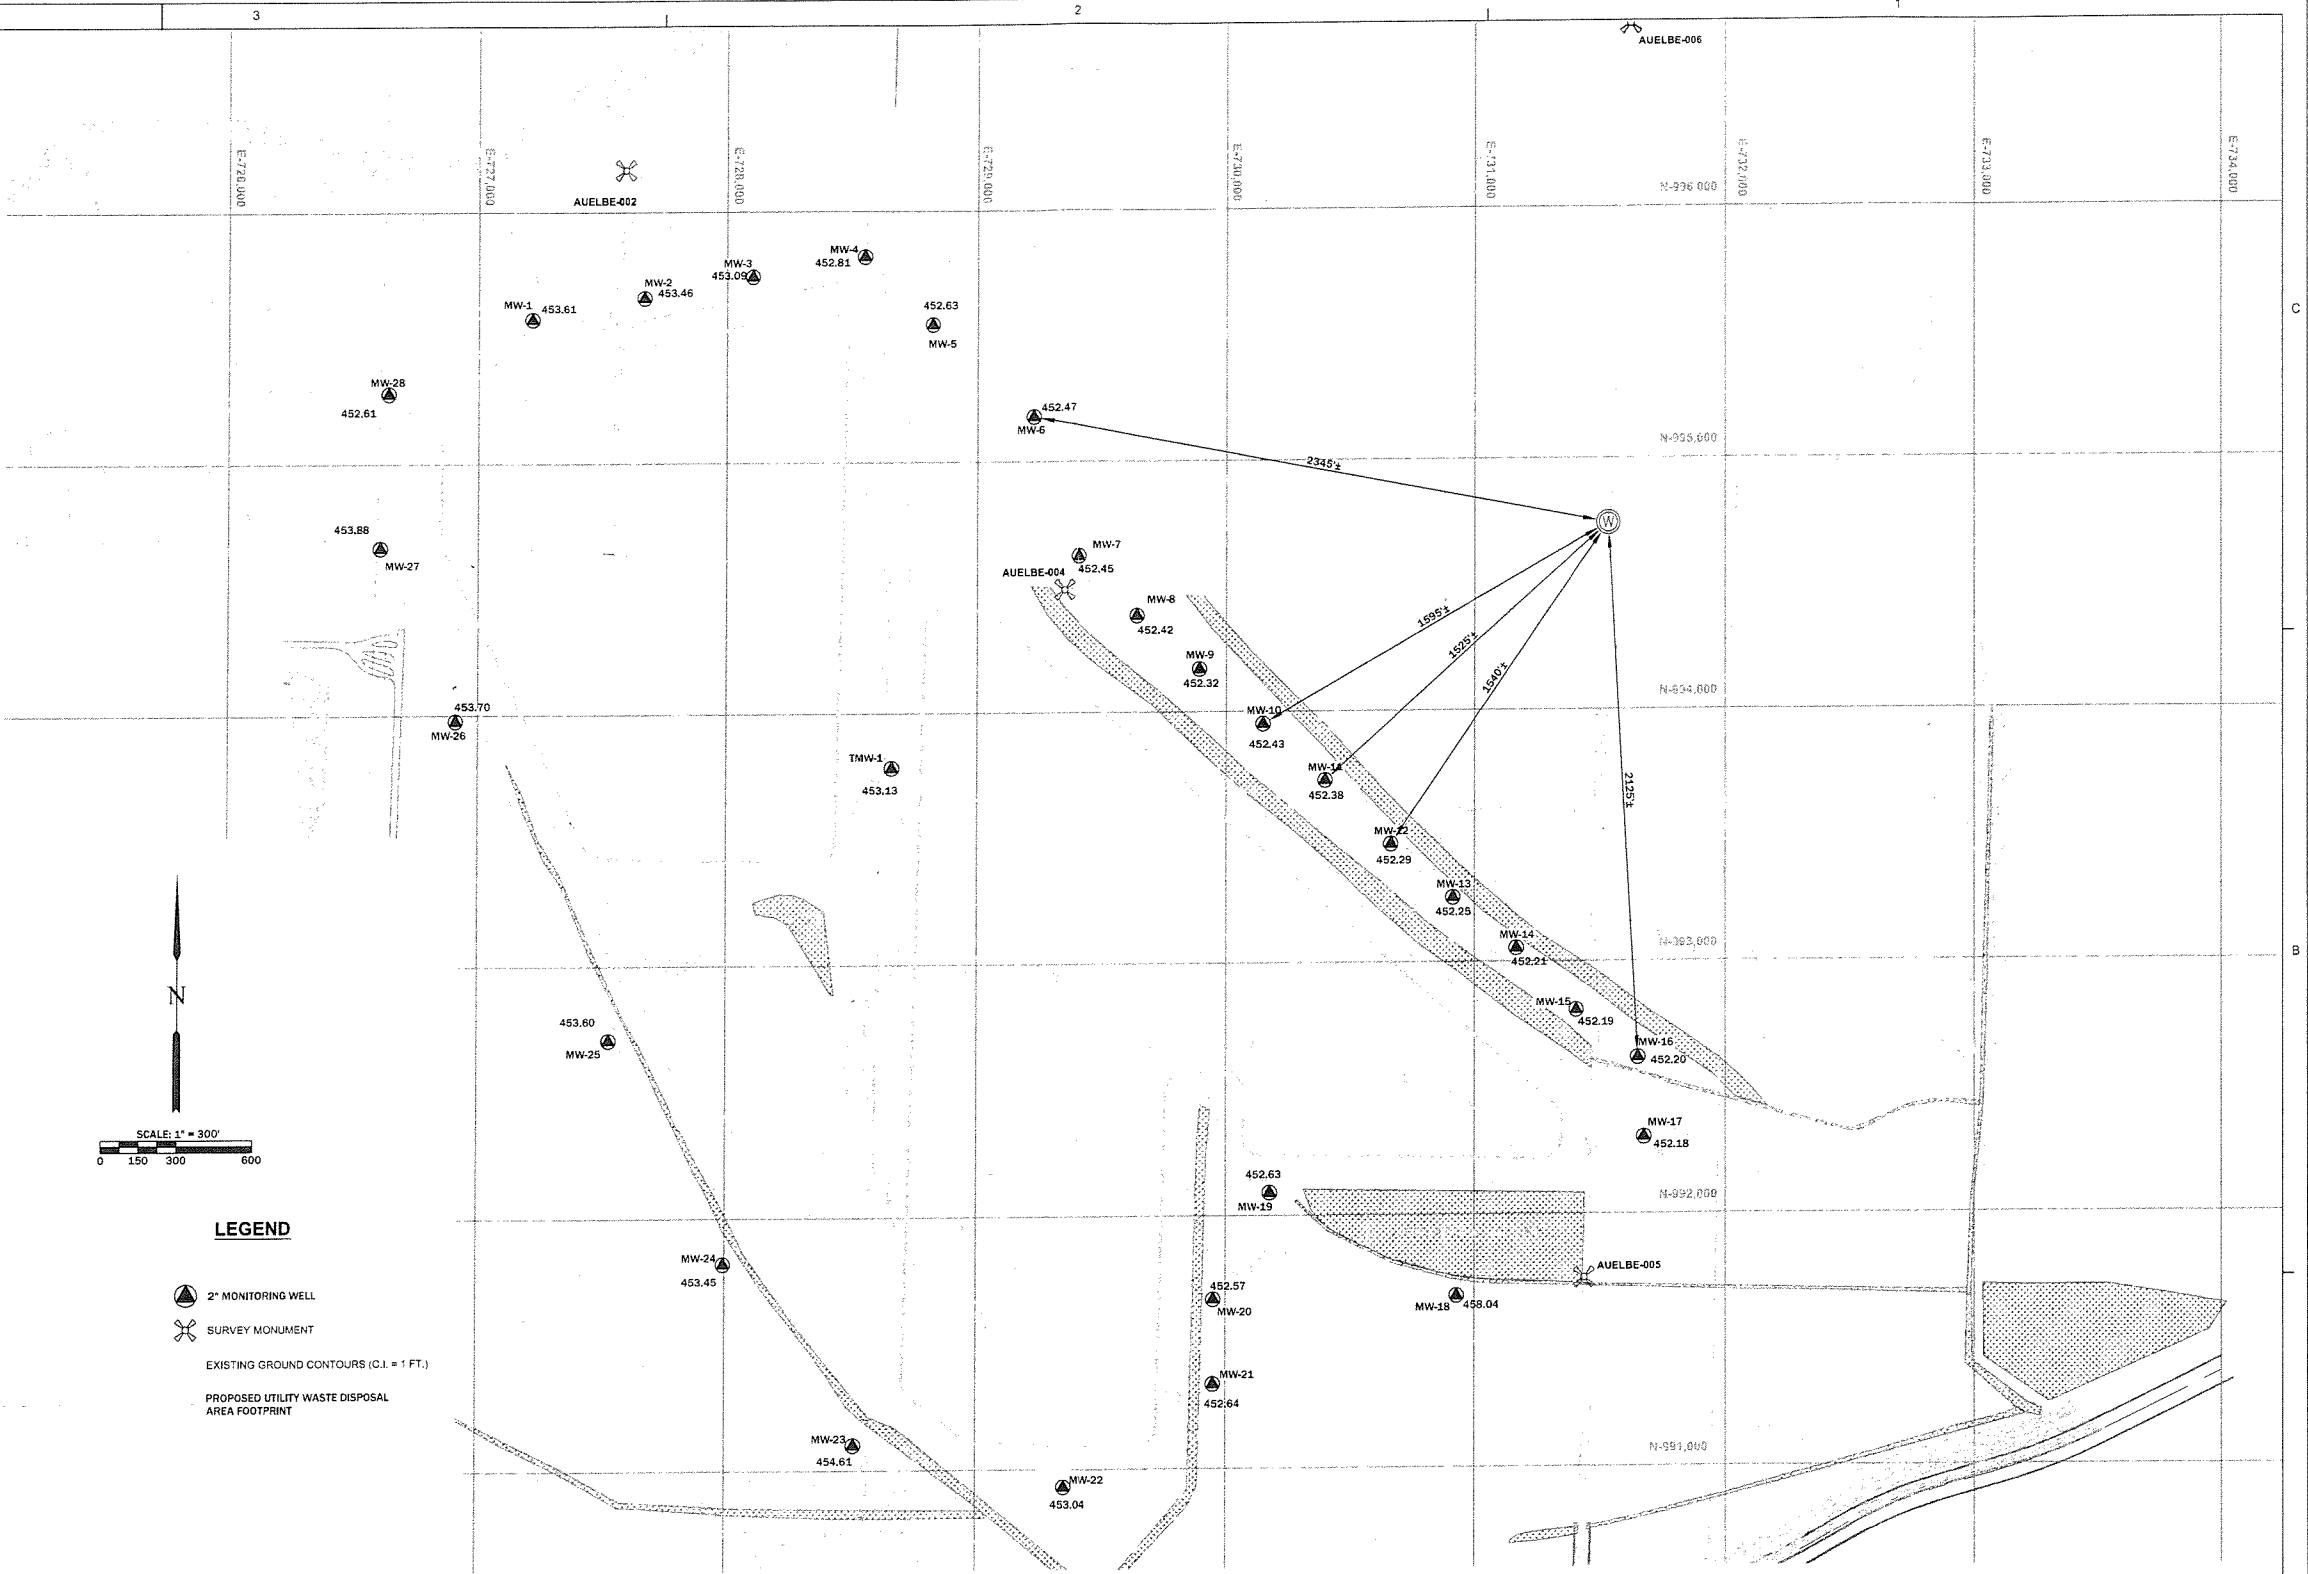 3
2
1
AUELBE-006
E-726,000
E-727,000
E-728,000
E-729,000
E-730,000
E-731,000
E-732,000
E-733,000
E-734,000
N-996,000
AUELBE-002
MW-4
452.81
MW-3
453.09
MW-2
453.46
MW-1
453.61
452.63
MW-5
C
MW-28
452.61
452.47
MW-6
N-995,000
2345'±
W
453.88
MW-27
MW-7
452.45
AUELBE-004
MW-8
452.42
1595'±
1525'±
1540'±
MW-9
452.32
N-994,000
453.70
MW-26
MW-10
452.43
TMW-1
453.13
MW-11
452.38
2125'±
MW-12
452.29
MW-13
452.25
MW-14
452.21
N-993,000
B
N
MW-15
452.19
453.60
MW-25
MW-16
452.20
SCALE: 1" = 300'
0 150 300 600
MW-17
452.18
452.63
MW-19
N-992,000
LEGEND
MW-24
453.45
AUELBE-005
2" MONITORING WELL
452.57
MW-20
MW-18
458.04
SURVEY MONUMENT
EXISTING GROUND CONTOURS (C.I. = 1 FT.)
MW-21
452.64
PROPOSED UTILITY WASTE DISPOSAL
AREA FOOTPRINT
MW-23
454.61
N-991,000
MW-22
453.04